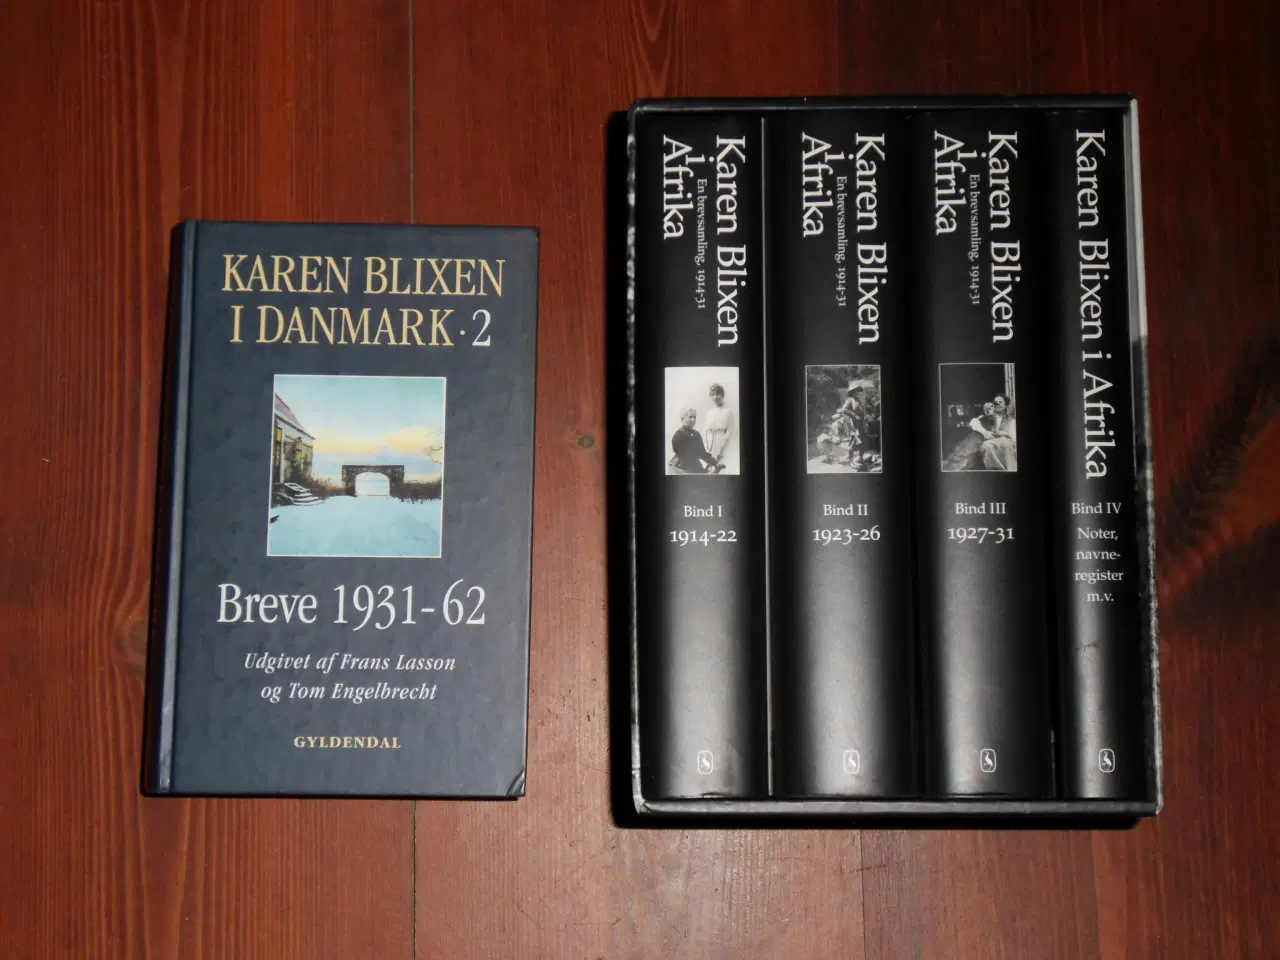 KAREN BLIXEN
I DANMARK · 2
Breve 1931-62
Udgivet af Frans Lasson
og Tom Engelbrecht
GYLDENDAL
Karen Blixen
i
Afrika
En brevsamling, 1914-31
Bind I
1914-22
Karen Blixen
i
Afrika
En brevsamling, 1914-31
Bind II
1923-26
Karen Blixen
i
Afrika
En brevsamling, 1914-31
Bind III
1927-31
Karen Blixen i Afrika
Bind IV
Noter,
navne-
register
m.v.